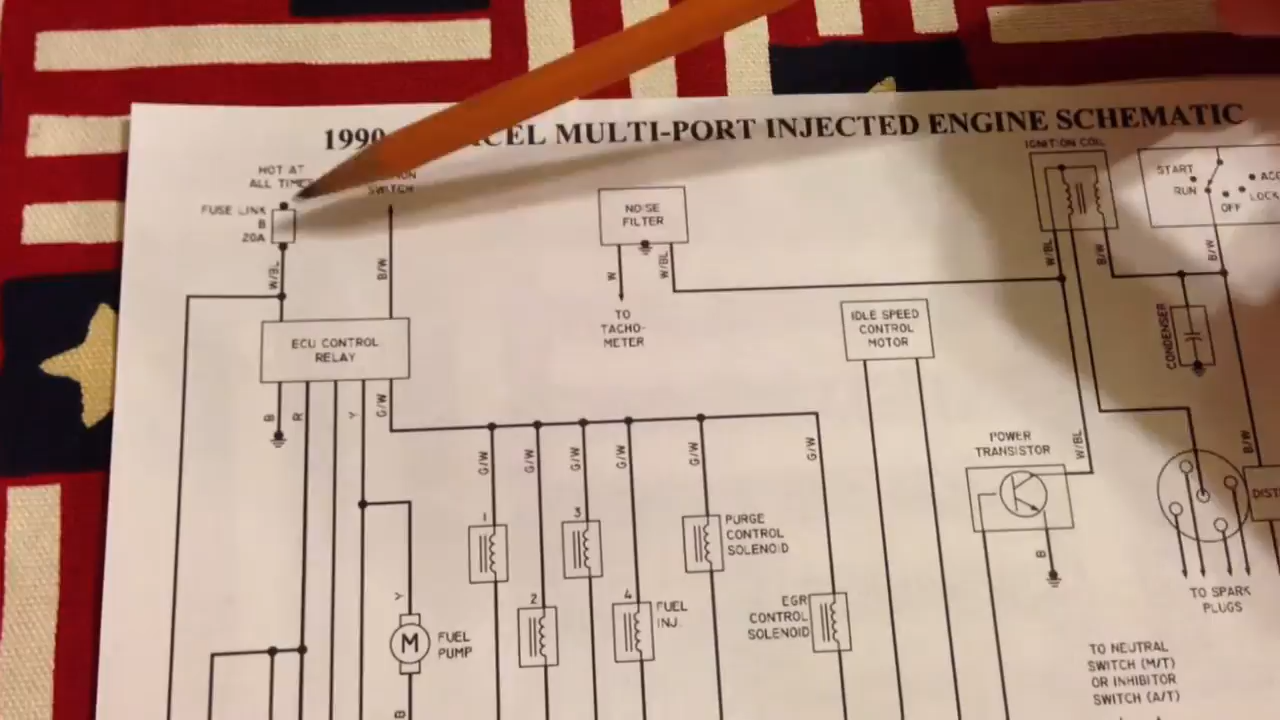 1990 EXCEL MULTI-PORT INJECTED ENGINE SCHEMATIC
HOT AT
ALL TIMES
SWITCH
FUSE LINK
B
20A
W/BL
B/W
ECU CONTROL
RELAY
B
R
Y
G/W
NOISE
FILTER
W
W/BL
TO
TACHO-
METER
IDLE SPEED
CONTROL
MOTOR
IGNITION COIL
W/BL
B/W
START
RUN
OFF
LOCK
ACC
B/W
CONDENSER
POWER
TRANSISTOR
W/BL
B/W
B
TO SPARK
PLUGS
G/W
G/W
G/W
G/W
G/W
G/W
1
2
3
4
FUEL
INJ.
PURGE
CONTROL
SOLENOID
EGR
CONTROL
SOLENOID
Y
M
FUEL
PUMP
B
TO NEUTRAL
SWITCH (M/T)
OR INHIBITOR
SWITCH (A/T)